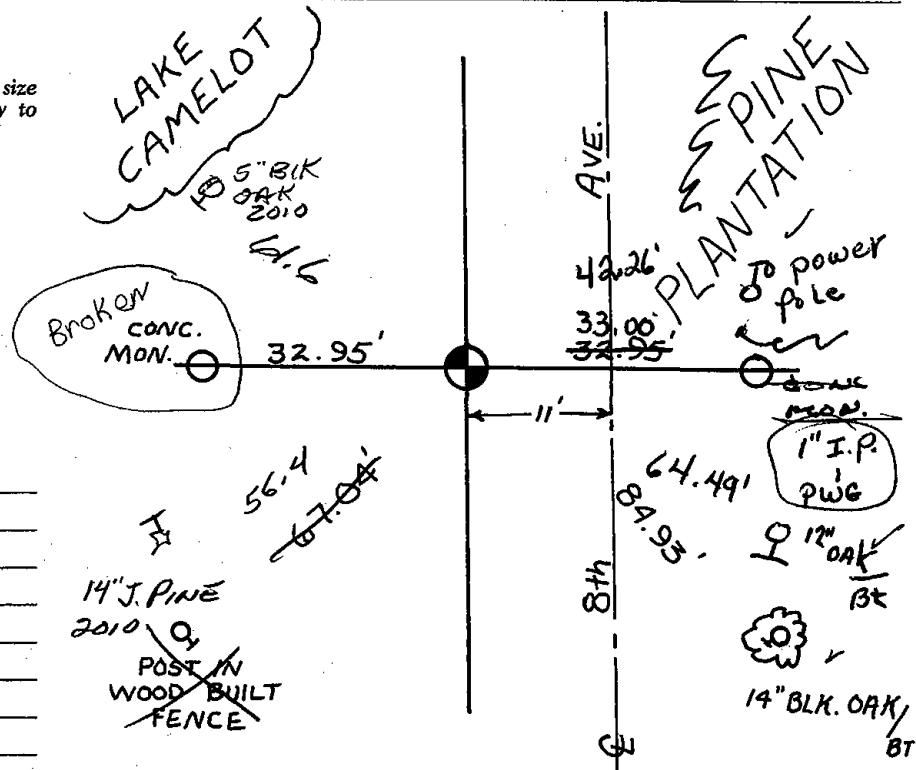 size
y to
LAKE
CAMELOT
5" BLK
OAK
2010
61.6
AVE.
PINE
PLANTATION
42.26'
To power
pole
Broken
CONC.
MON.
32.95'
33.00'
32.95'
CONC
MON.
11'
1" I.P.
PWG
56.4
67.04'
64.49'
84.93'
12"
OAK
BT
14" J. PINE
2010
8th
POST IN
WOOD BUILT
FENCE
14" BLK. OAK
BT
℄